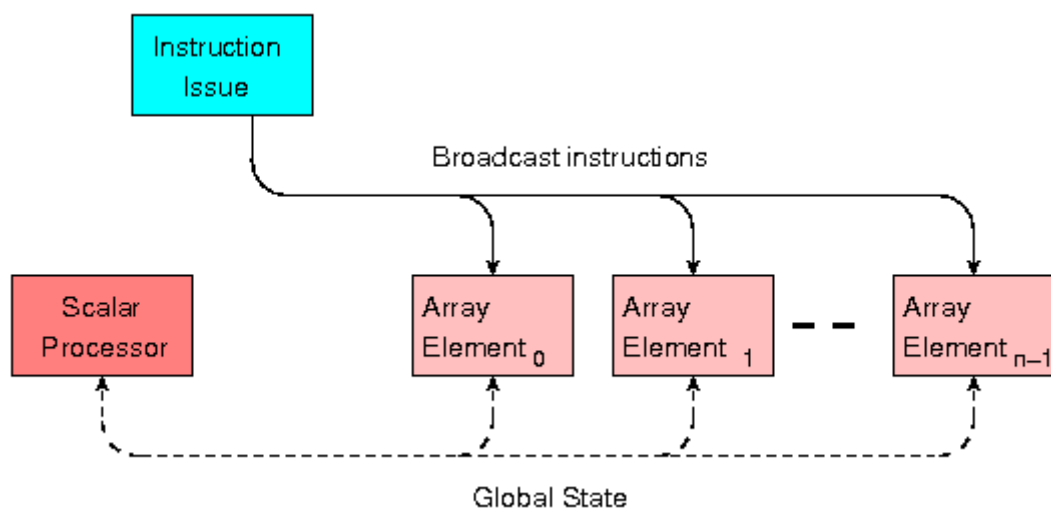 Instruction
Issue
Broadcast instructions
Scalar
Processor
Array
Element 0
Array
Element 1
Array
Element n-1
Global State